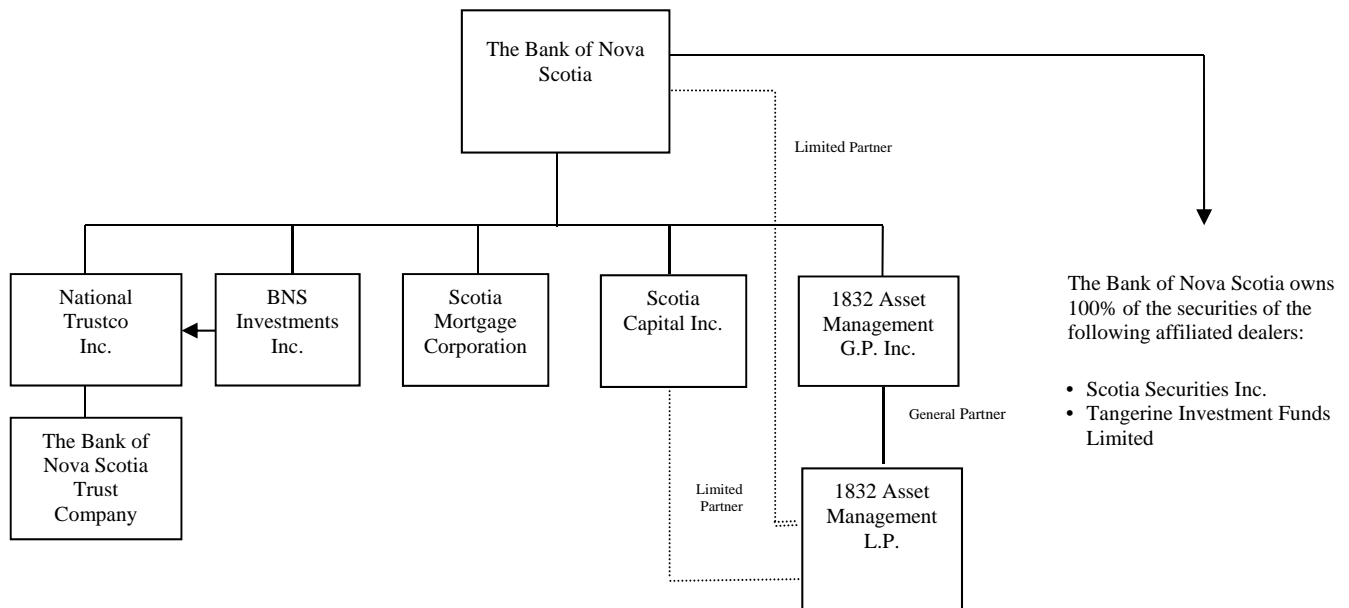 The Bank of Nova
Scotia
Limited Partner
National
Trustco
Inc.
BNS
Investments
Inc.
Scotia
Mortgage
Corporation
Scotia
Capital Inc.
1832 Asset
Management
G.P. Inc.
The Bank of Nova Scotia owns
100% of the securities of the
following affiliated dealers:
• Scotia Securities Inc.
• Tangerine Investment Funds
Limited
General Partner
The Bank of
Nova Scotia
Trust
Company
Limited
Partner
1832 Asset
Management
L.P.